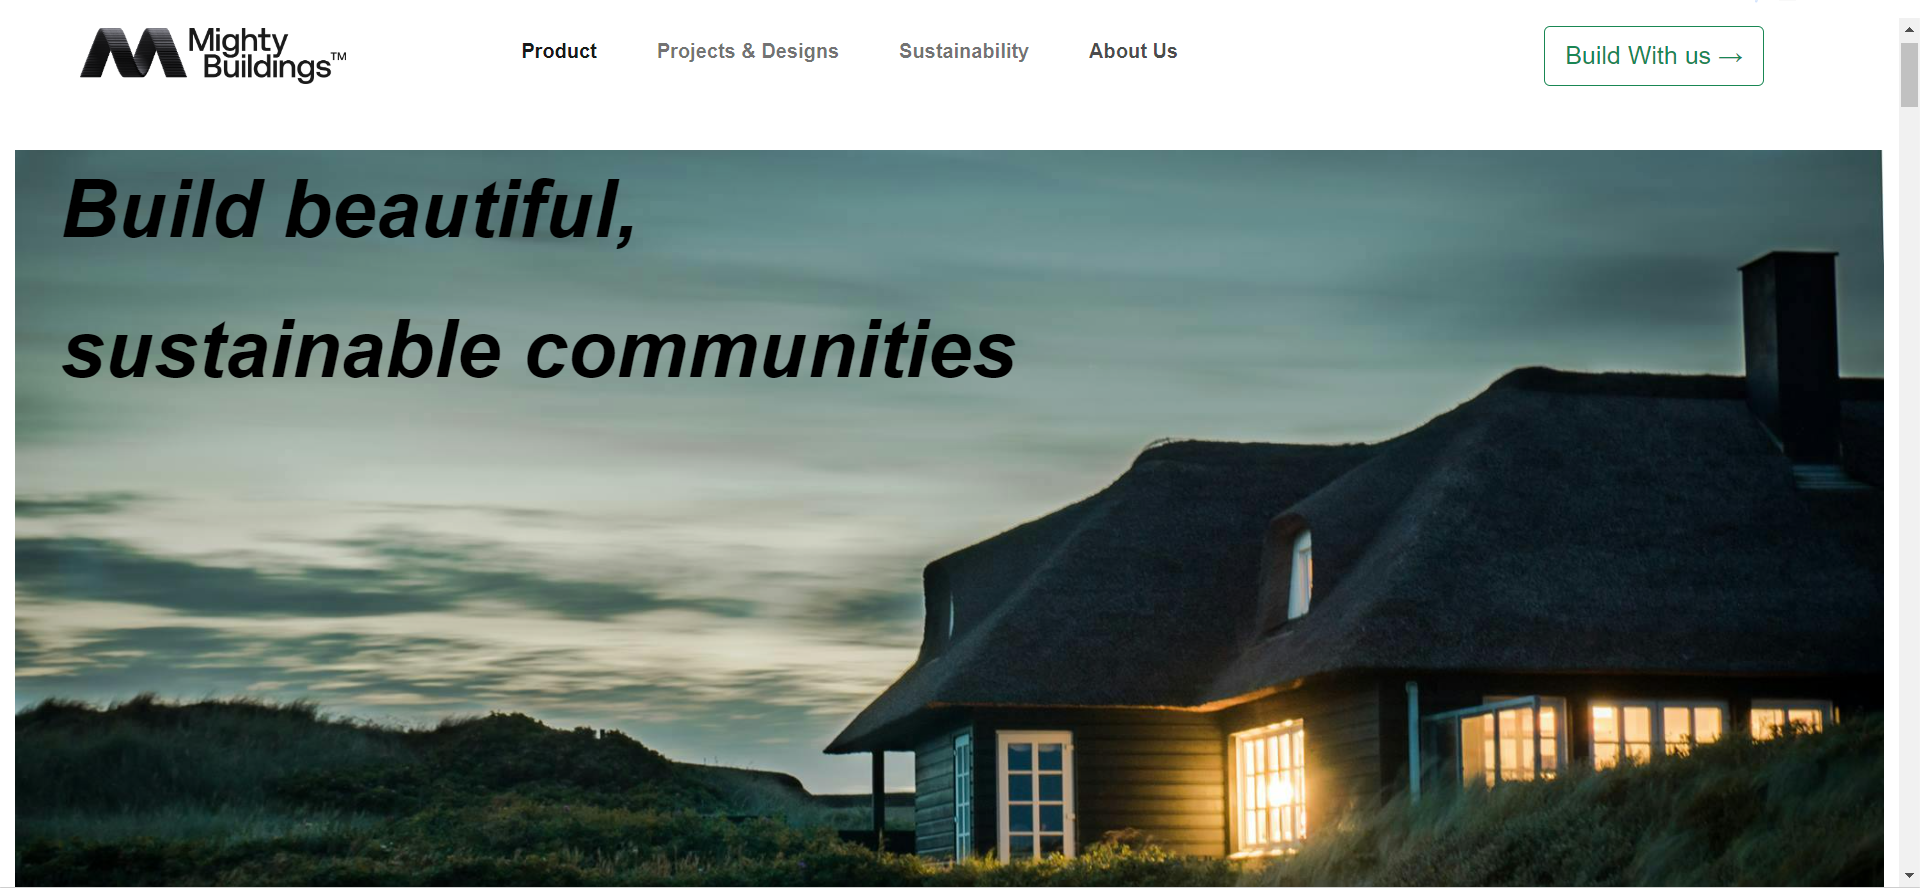 Mighty
Buildings™
Product
Projects & Designs
Sustainability
About Us
Build With us →
Build beautiful,
sustainable communities